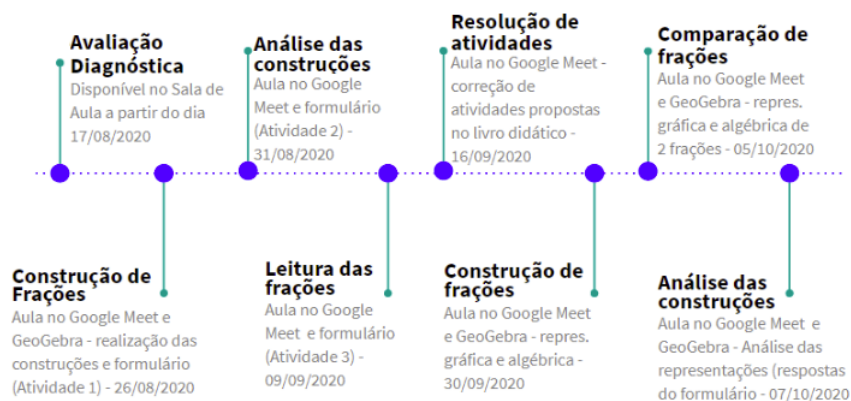 Avaliação
Diagnóstica
Disponível no Sala de
Aula a partir do dia
17/08/2020
Construção de
Frações
Aula no Google Meet e
GeoGebra - realização das
construções e formulário
(Atividade 1) - 26/08/2020
Análise das
construções
Aula no Google
Meet e formulário
(Atividade 2) -
31/08/2020
Leitura das
frações
Aula no Google
Meet e formulário
(Atividade 3) -
09/09/2020
Resolução de
atividades
Aula no Google Meet -
correção de
atividades propostas
no livro didático -
16/09/2020
Construção de
frações
Aula no Google Meet
e GeoGebra - repres.
gráfica e algébrica -
30/09/2020
Comparação de
frações
Aula no Google Meet
e GeoGebra - repres.
gráfica e algébrica de
2 frações - 05/10/2020
Análise das
construções
Aula no Google Meet e
GeoGebra - Análise das
representações (respostas
do formulário - 07/10/2020